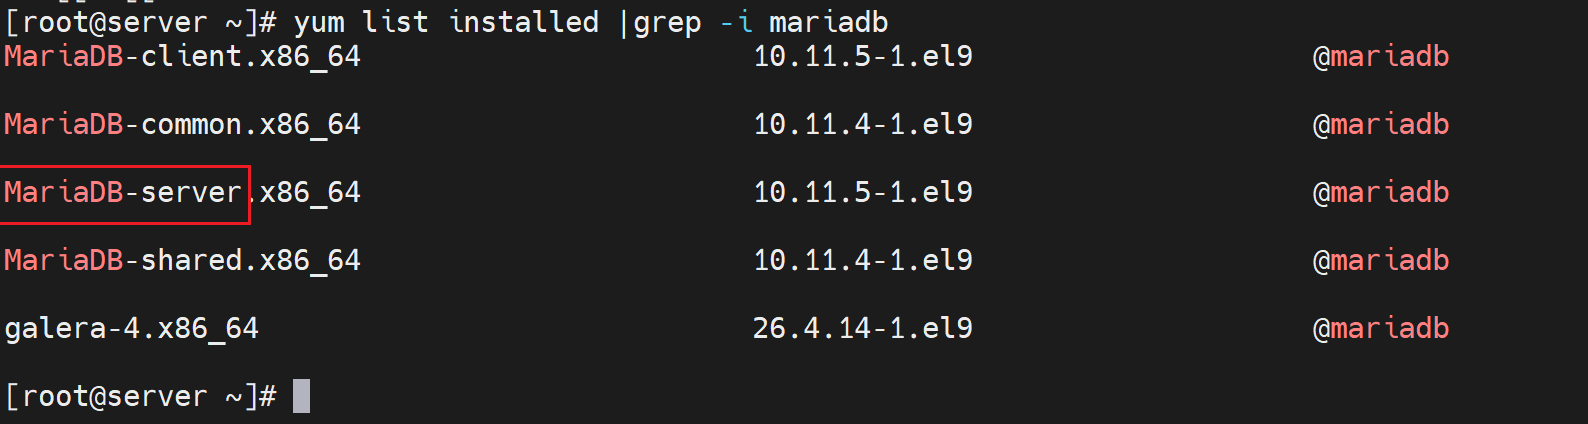 [root@server ~]# yum list installed |grep -i mariadb
MariaDB-client.x86_64 10.11.5-1.el9 @mariadb
MariaDB-common.x86_64 10.11.4-1.el9 @mariadb
MariaDB-server.x86_64 10.11.5-1.el9 @mariadb
MariaDB-shared.x86_64 10.11.4-1.el9 @mariadb
galera-4.x86_64 26.4.14-1.el9 @mariadb
[root@server ~]#